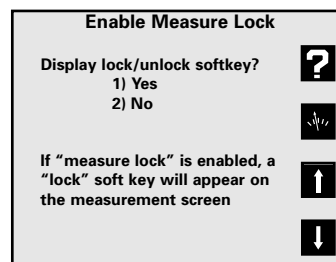 Enable Measure Lock
Display lock/unlock softkey?
1) Yes
2) No
If “measure lock” is enabled, a
“lock” soft key will appear on
the measurement screen
?